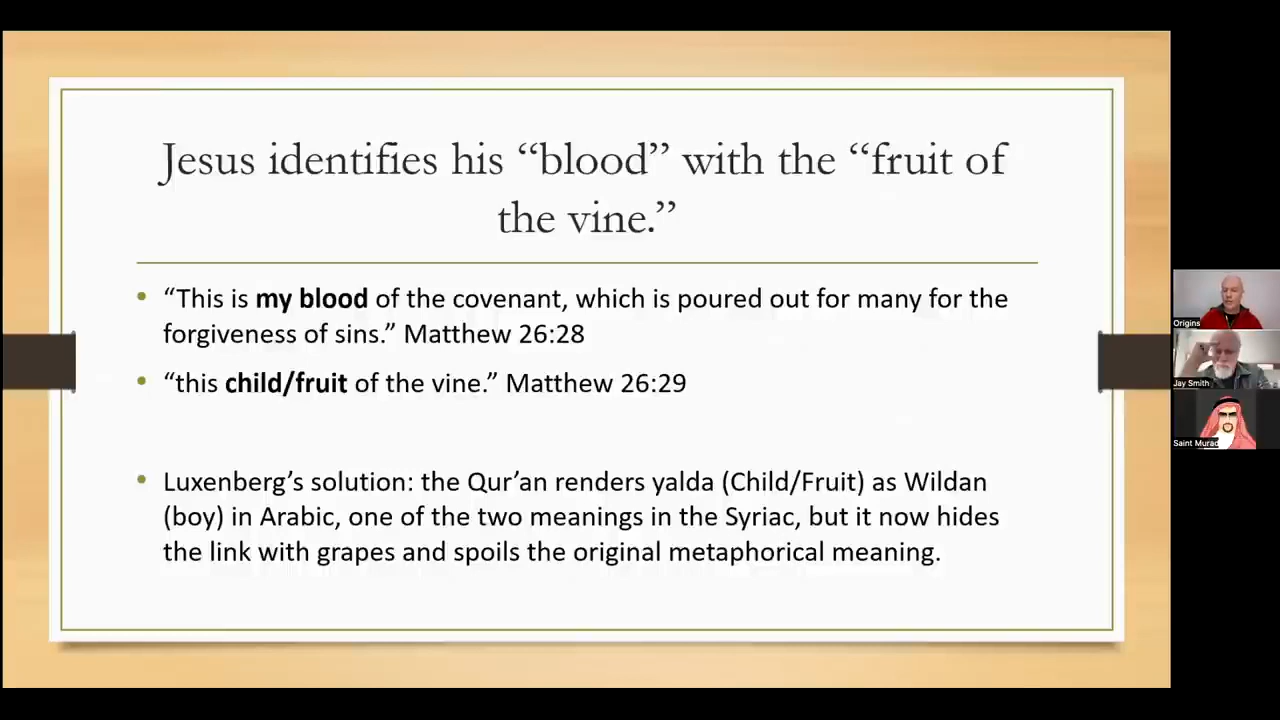 Jesus identifies his “blood” with the “fruit of
the vine.”
• “This is my blood of the covenant, which is poured out for many for the
forgiveness of sins.” Matthew 26:28
• “this child/fruit of the vine.” Matthew 26:29
• Luxenberg’s solution: the Qur’an renders yalda (Child/Fruit) as Wildan
(boy) in Arabic, one of the two meanings in the Syriac, but it now hides
the link with grapes and spoils the original metaphorical meaning.
Origins
Jay Smith
Saint Murad